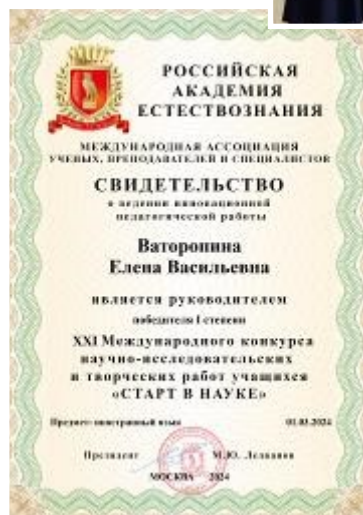 РОССИЙСКАЯ
АКАДЕМИЯ
ЕСТЕСТВОЗНАНИЯ
МЕЖДУНАРОДНАЯ АССОЦИАЦИЯ
УЧЕНЫХ, ПРЕПОДАВАТЕЛЕЙ И СПЕЦИАЛИСТОВ
СВИДЕТЕЛЬСТВО
о ведении инновационной
педагогической работы
Ваторопина
Елена Васильевна
является руководителем
победителя I степени
XXI Международного конкурса
научно-исследовательских
и творческих работ учащихся
«СТАРТ В НАУКЕ»
Предмет: иностранный язык 01.03.2024
Президент М.Ю.
МОСКВА 2024